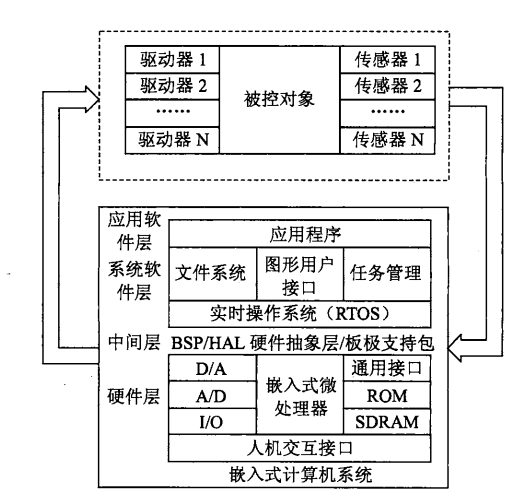 驱动器 1
驱动器 2
……
驱动器 N
被控对象
传感器 1
传感器 2
……
传感器 N
应用软
件层
应用程序
系统软
件层
文件系统
图形用户
接口
任务管理
实时操作系统（RTOS）
中间层
BSP/HAL 硬件抽象层/板极支持包
硬件层
D/A
A/D
I/O
嵌入式微
处理器
通用接口
ROM
SDRAM
人机交互接口
嵌入式计算机系统